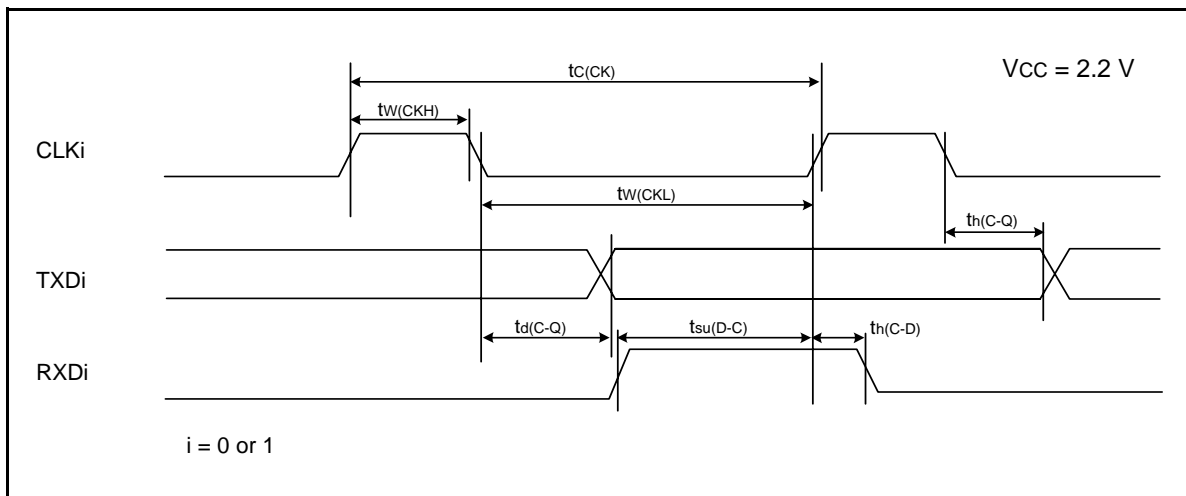 tC(CK)
VCC = 2.2 V
tW(CKH)
CLKi
tW(CKL)
th(C-Q)
TXDi
td(C-Q)
tsu(D-C)
th(C-D)
RXDi
i = 0 or 1